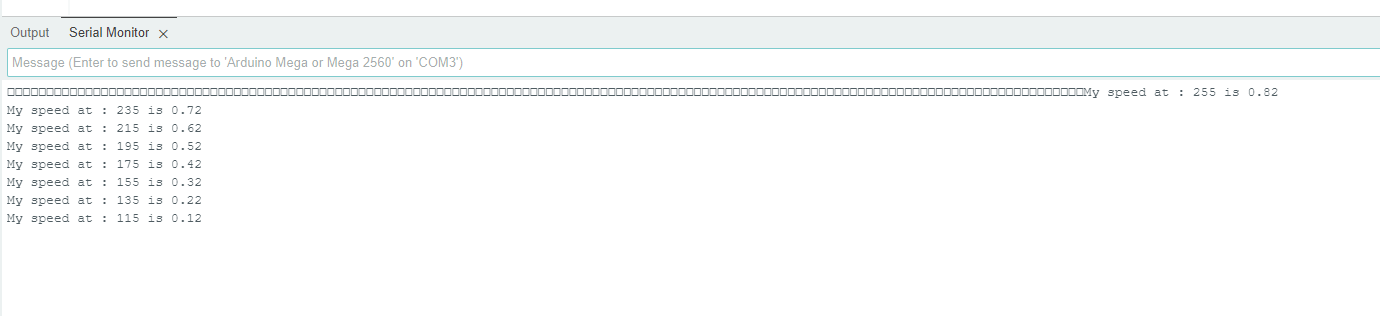 Output Serial Monitor
Message (Enter to send message to 'Arduino Mega or Mega 2560' on 'COM3')
My speed at : 255 is 0.82
My speed at : 235 is 0.72
My speed at : 215 is 0.62
My speed at : 195 is 0.52
My speed at : 175 is 0.42
My speed at : 155 is 0.32
My speed at : 135 is 0.22
My speed at : 115 is 0.12